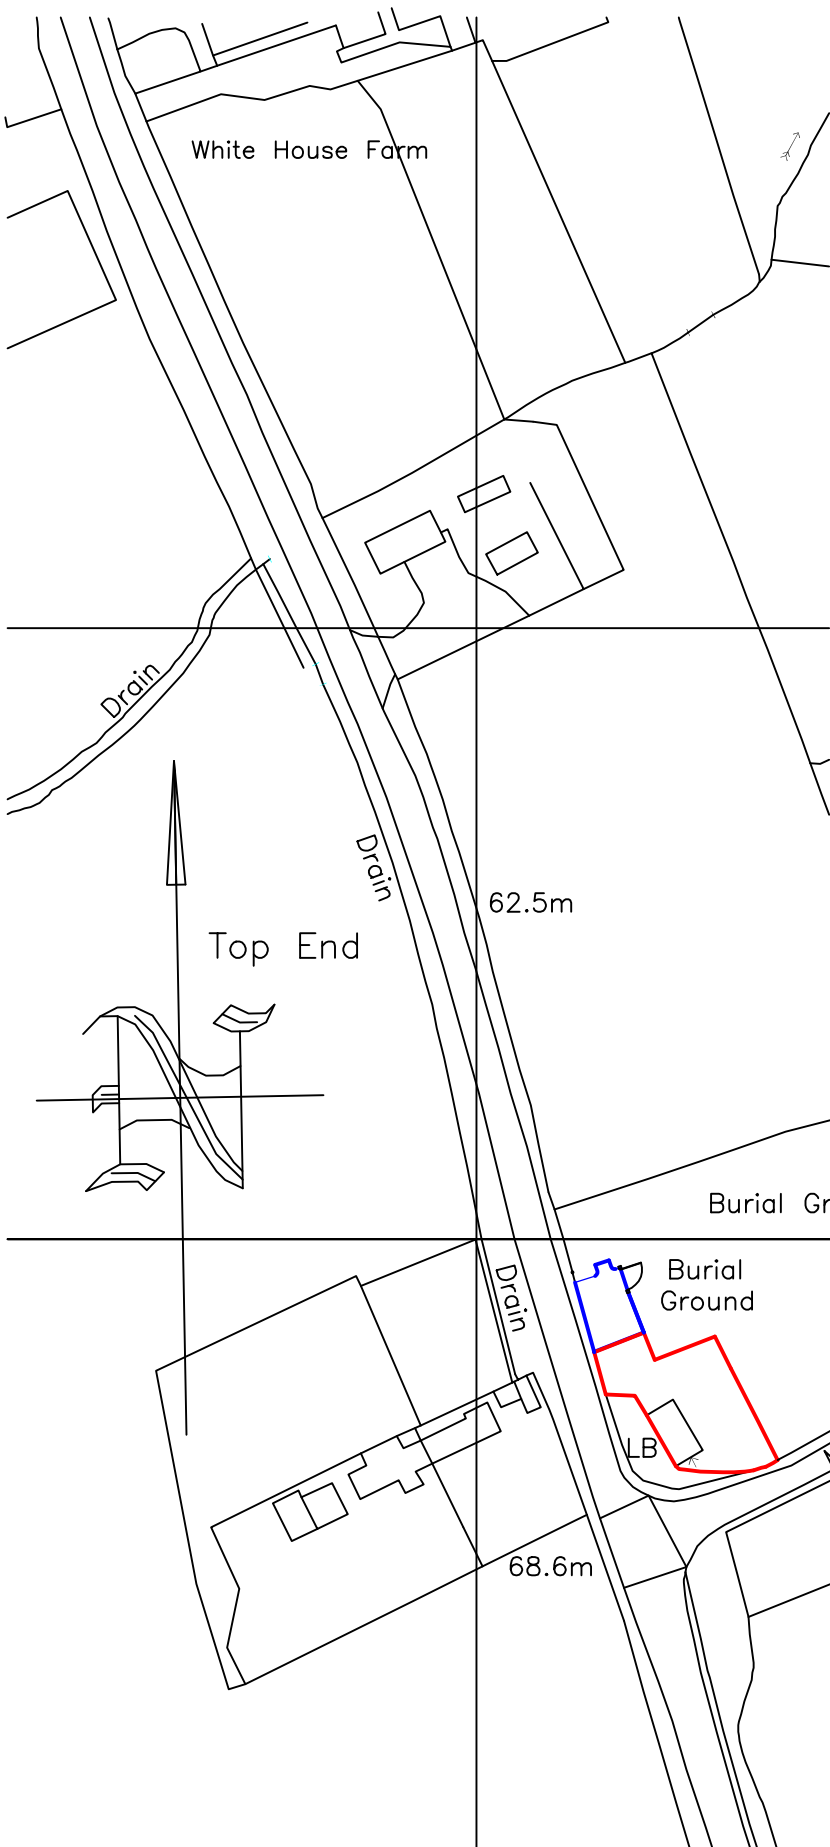 White House Farm
Drain
Drain
62.5m
Top End
N
Burial Gr
Drain
Burial
Ground
LB
68.6m